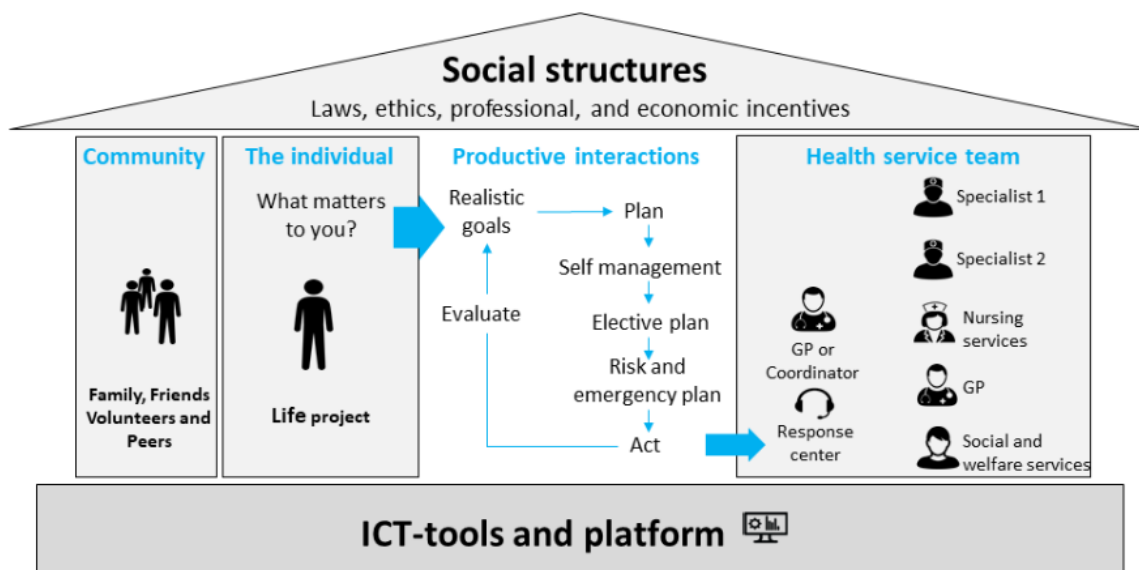 Social structures
Laws, ethics, professional, and economic incentives
Community
Family, Friends
Volunteers and
Peers
The individual
What matters
to you?
Life project
Productive interactions
Realistic
goals
Plan
Self management
Elective plan
Risk and
emergency plan
Act
Evaluate
Health service team
GP or
Coordinator
Response
center
Specialist 1
Specialist 2
Nursing
services
GP
Social and
welfare services
ICT-tools and platform